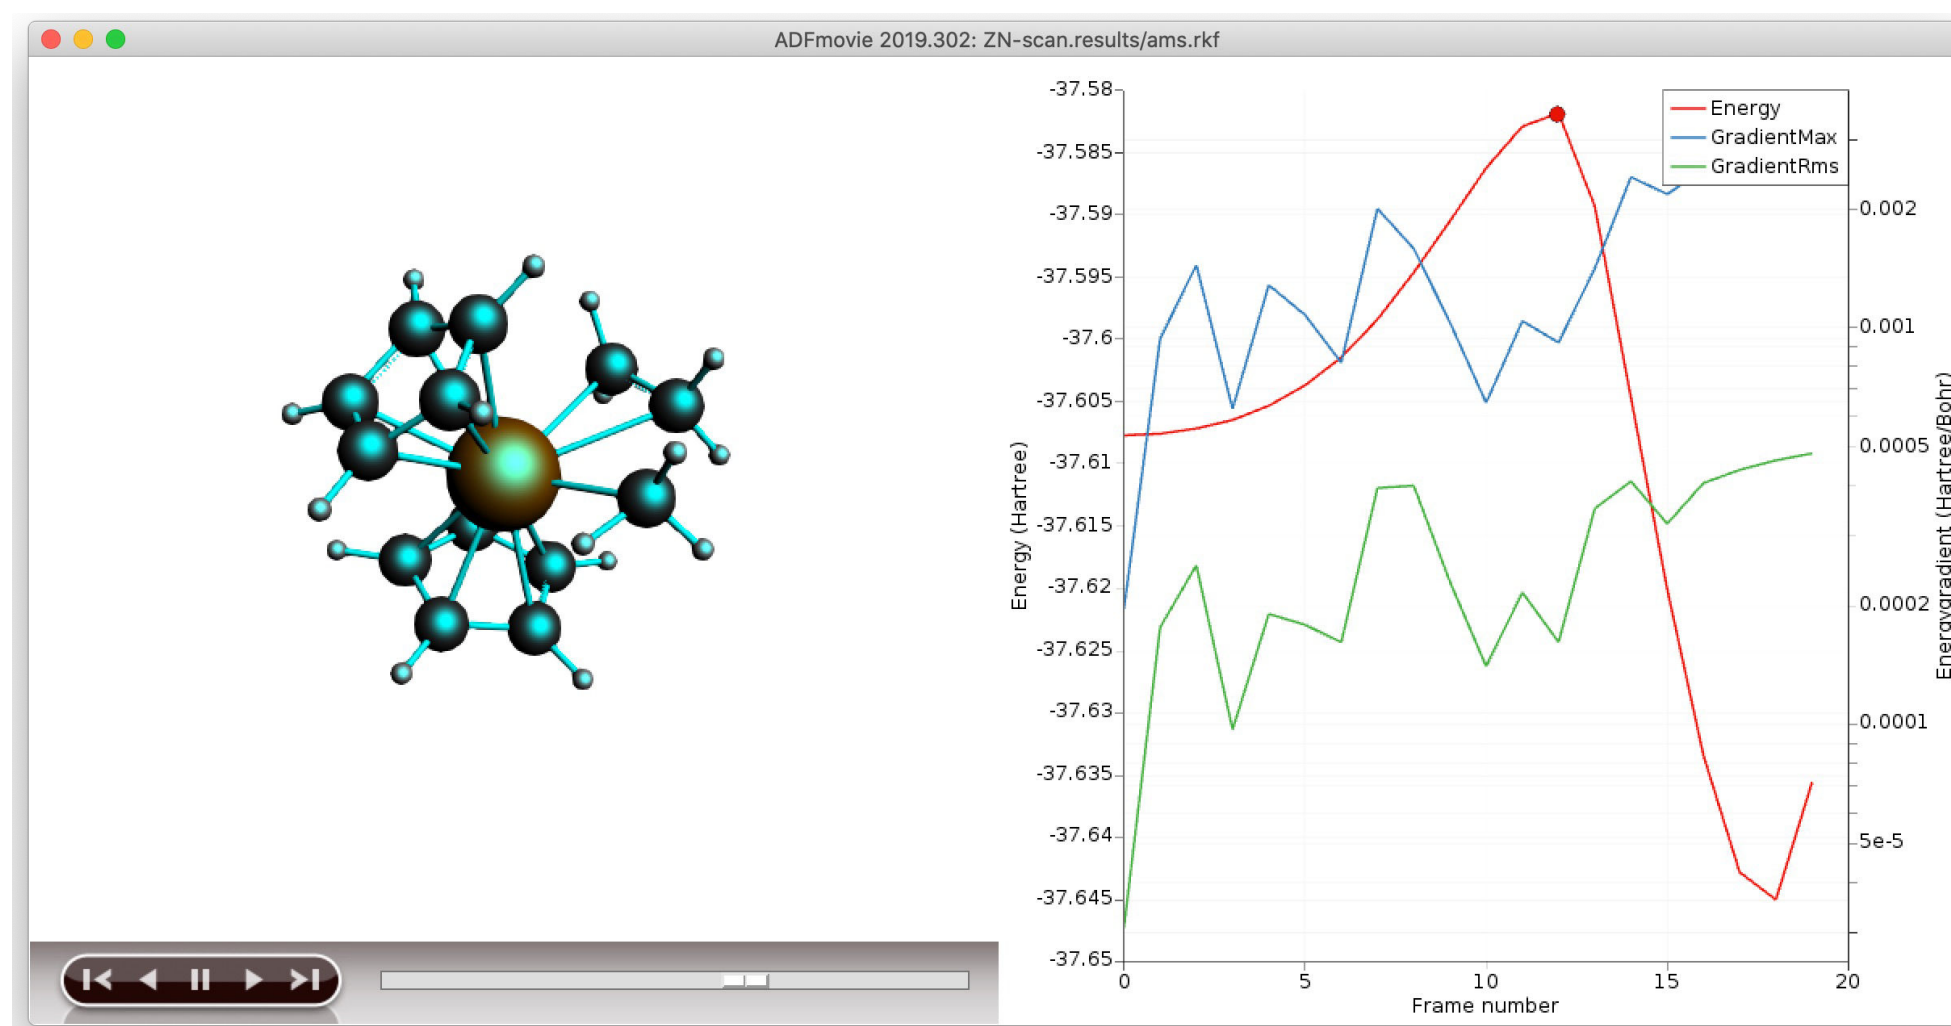 ADFmovie 2019.302: ZN-scan.results/ams.rkf
Energy
GradientMax
GradientRms
-37.58
-37.585
-37.59
-37.595
-37.6
-37.605
-37.61
-37.615
-37.62
-37.625
-37.63
-37.635
-37.64
-37.645
-37.65
Energy (Hartree)
0.002
0.001
0.0005
0.0002
0.0001
5e-5
Energygradient (Hartree/Bohr)
0 5 10 15 20
Frame number